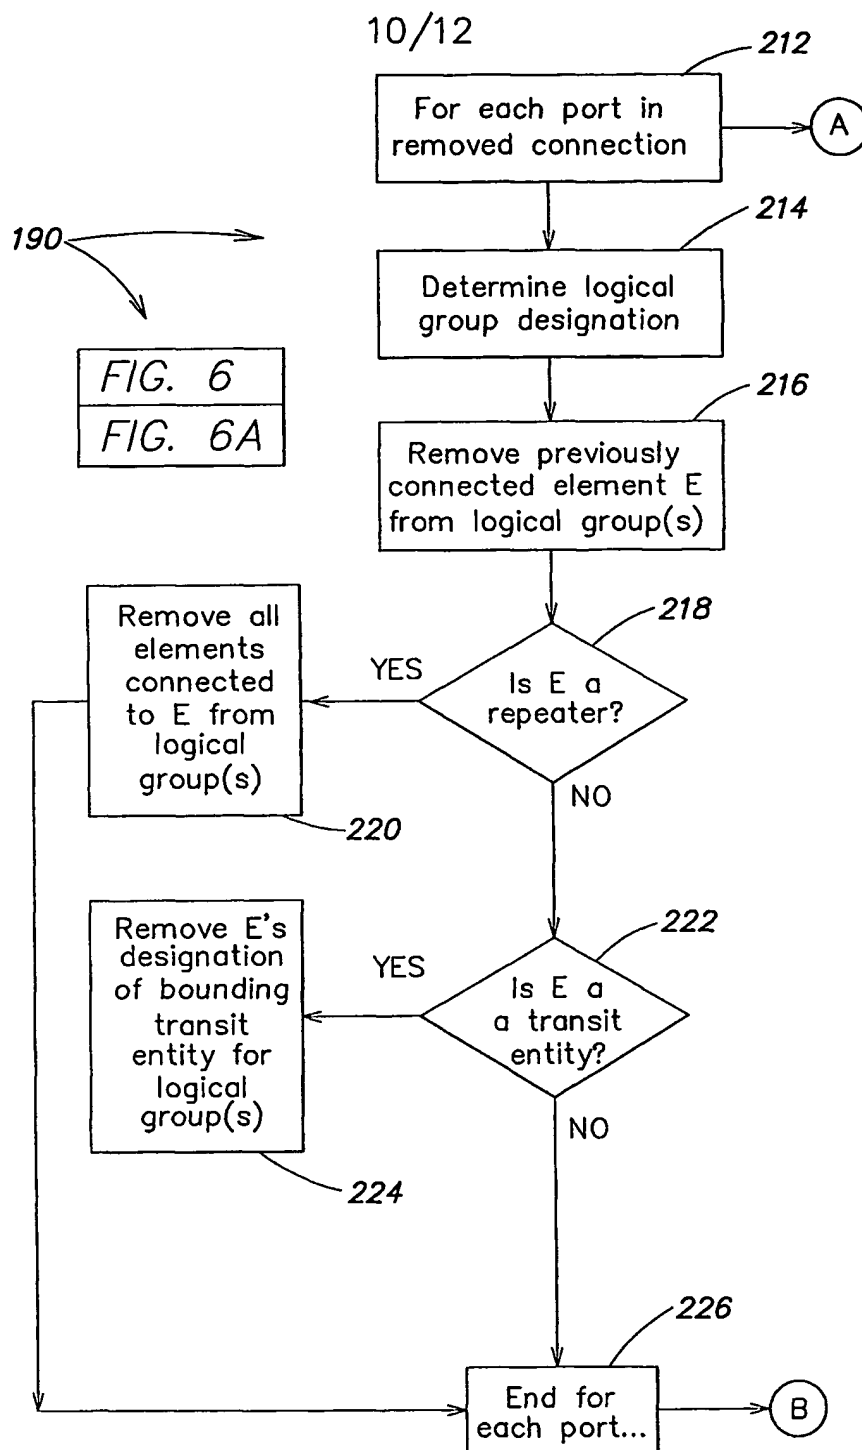 10/12
212
For each port in
removed connection
A
214
190
Determine logical
group designation
FIG. 6
FIG. 6A
216
Remove previously
connected element E
from logical group(s)
218
Remove all
elements
connected
to E from
logical
group(s)
YES
Is E a
repeater?
220
NO
222
Remove E's
designation
of bounding
transit
entity for
logical
group(s)
YES
Is E a
a transit
entity?
224
NO
226
End for
each port...
B